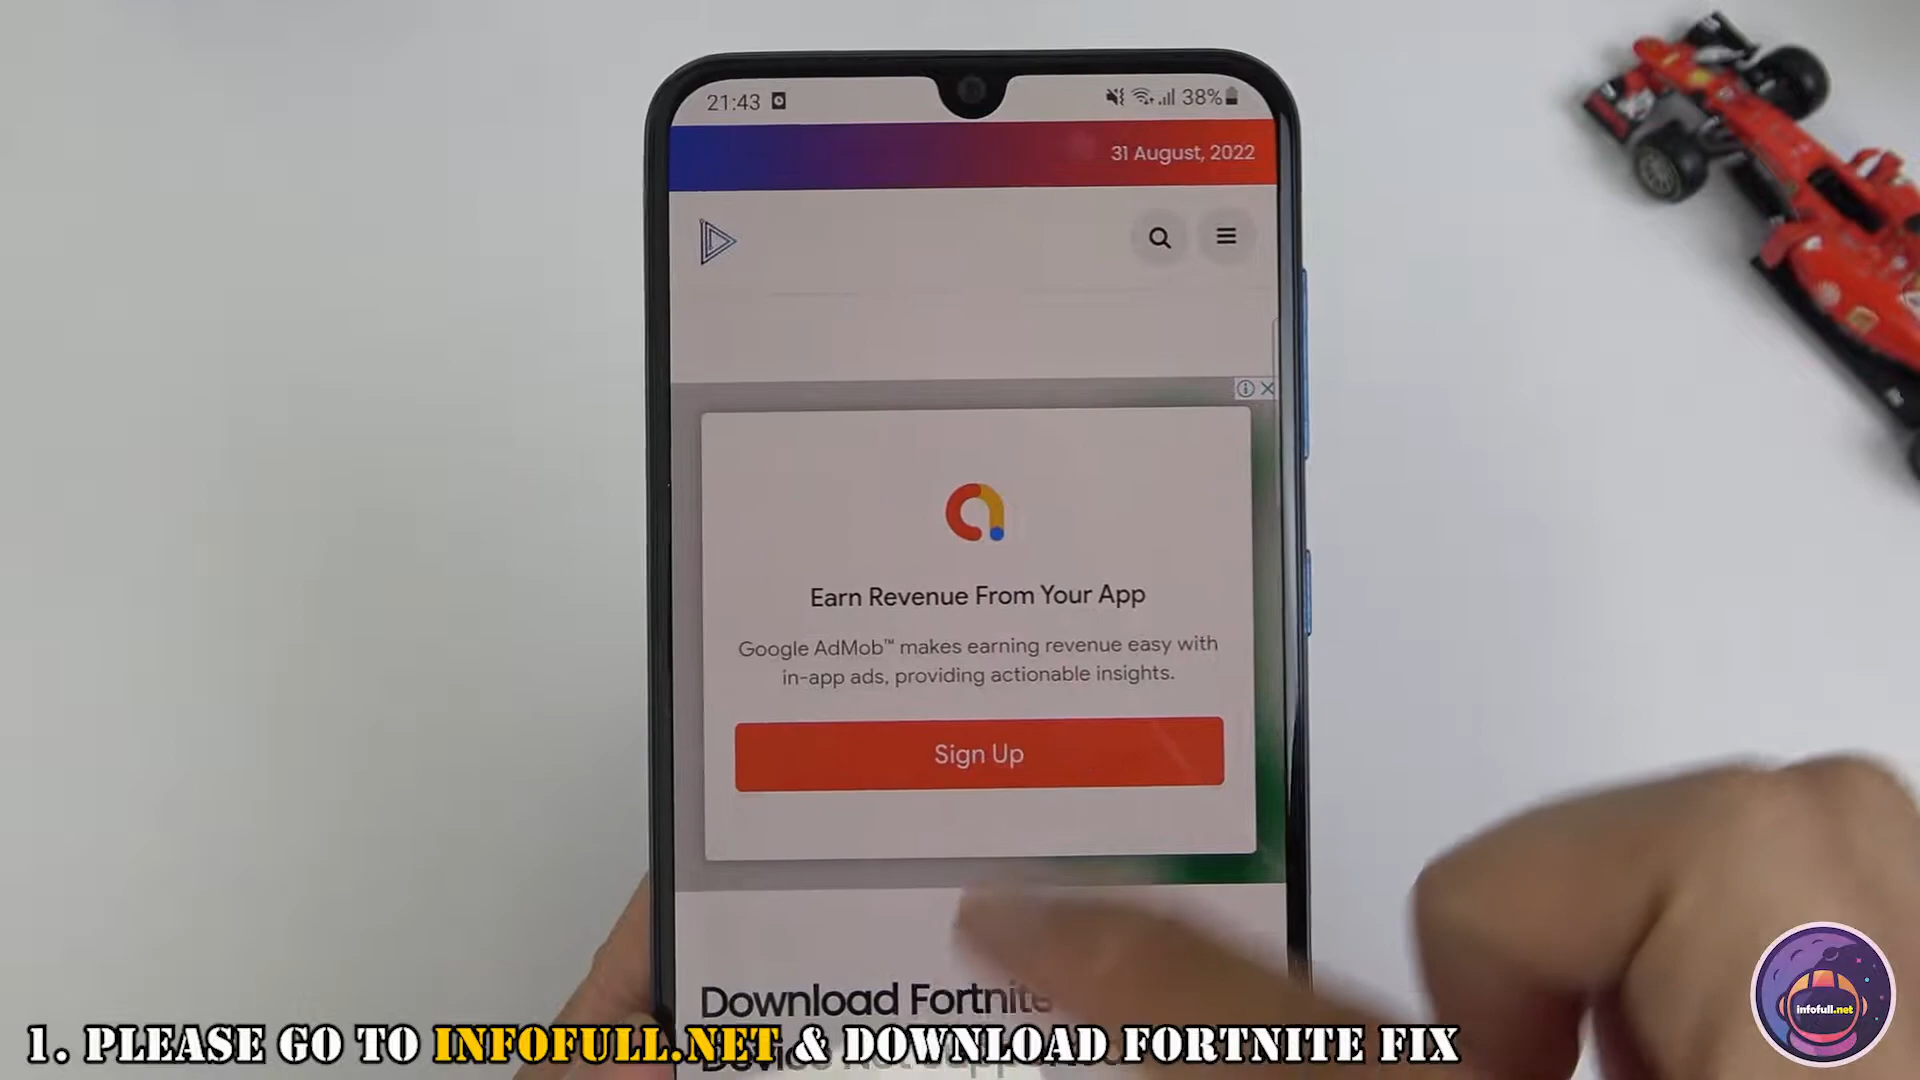 21:43
38%
31 August, 2022
Earn Revenue From Your App
Google AdMob™ makes earning revenue easy with
in-app ads, providing actionable insights.
Sign Up
Download Fortnite
1. PLEASE GO TO INFOFULL.NET & DOWNLOAD FORTNITE FIX
infofull.net